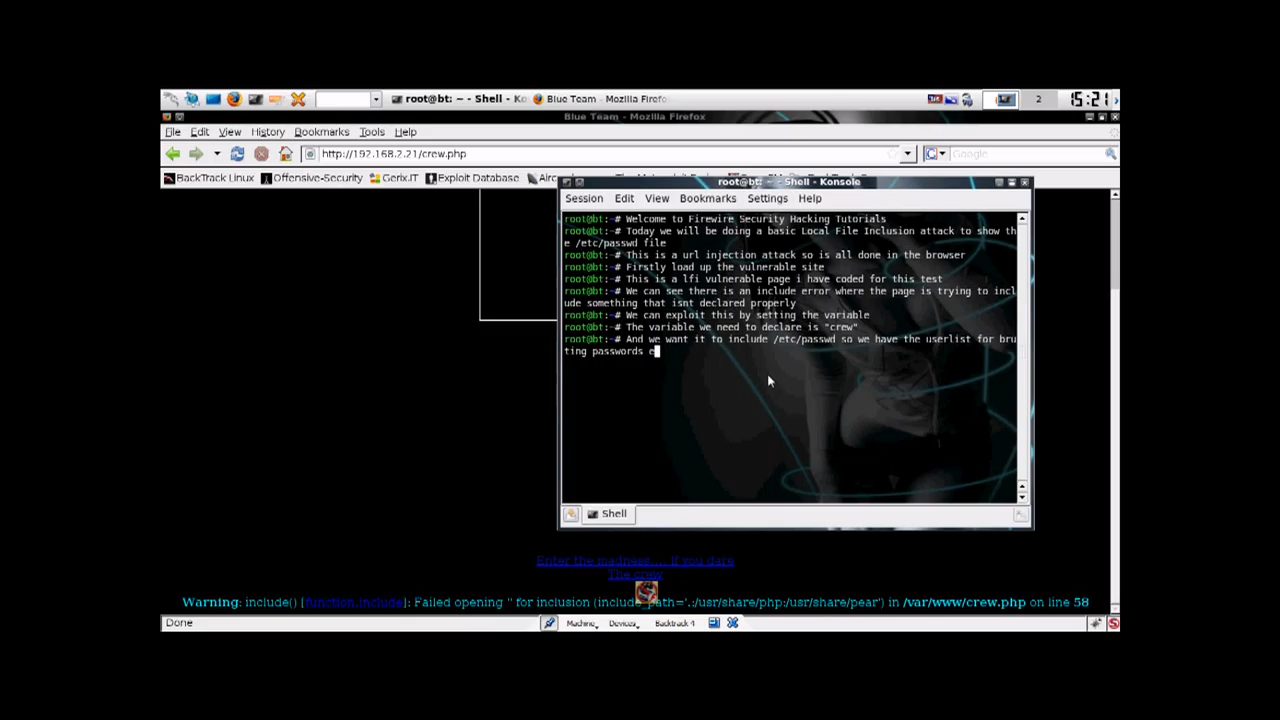 root@bt: ~ - Shell - Ko
Blue Team - Mozilla Firefo
2
15:21
Blue Team - Mozilla Firefox
File Edit View History Bookmarks Tools Help
http://192.168.2.21/crew.php
Google
BackTrack Linux Offensive-Security Gerix.IT Exploit Database Airc
root@bt: ~ - Shell - Konsole
Session Edit View Bookmarks Settings Help
root@bt:~# Welcome to Firewire Security Hacking Tutorials
root@bt:~# Today we will be doing a basic Local File Inclusion attack to show th
e /etc/passwd file
root@bt:~# This is a url injection attack so is all done in the browser
root@bt:~# Firstly load up the vulnerable site
root@bt:~# This is a lfi vulnerable page i have coded for this test
root@bt:~# We can see there is an include error where the page is trying to incl
ude something that isnt declared properly
root@bt:~# We can exploit this by setting the variable
root@bt:~# The variable we need to declare is "crew"
root@bt:~# And we want it to include /etc/passwd so we have the userlist for bru
ting passwords e
Shell
Enter the madness.... If you dare
The crew
Warning: include() [function.include]: Failed opening '' for inclusion (include_path='.:/usr/share/php:/usr/share/pear') in /var/www/crew.php on line 58
Done
Machine Devices Backtrack 4